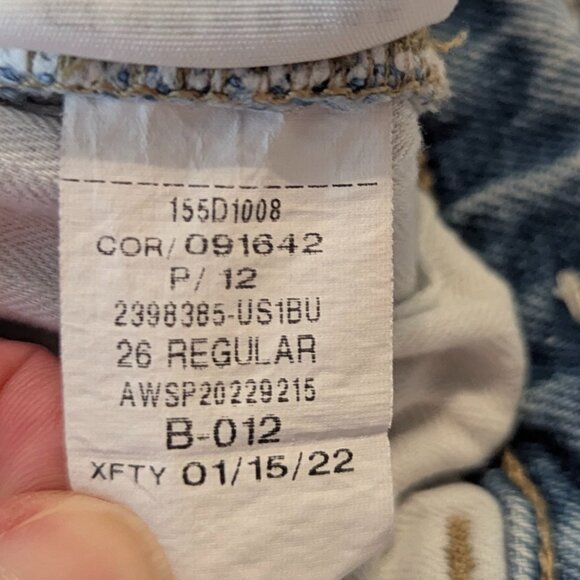 155D1008
COR/ 091642
P/ 12
2398385-US1BU
26 REGULAR
AWSP20229215
B-012
XFTY 01/15/22